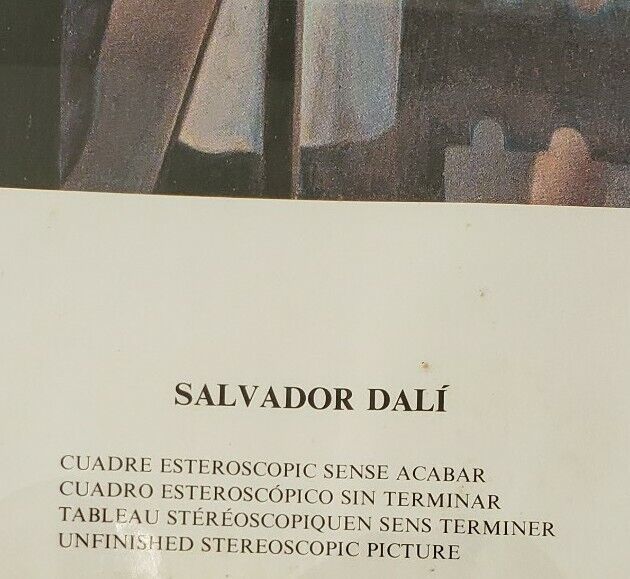 SALVADOR DALÍ
CUADRE ESTEROSCOPIC SENSE ACABAR
CUADRO ESTEROSCÓPICO SIN TERMINAR
TABLEAU STÉRÉOSCOPIQUEN SENS TERMINER
UNFINISHED STEREOSCOPIC PICTURE